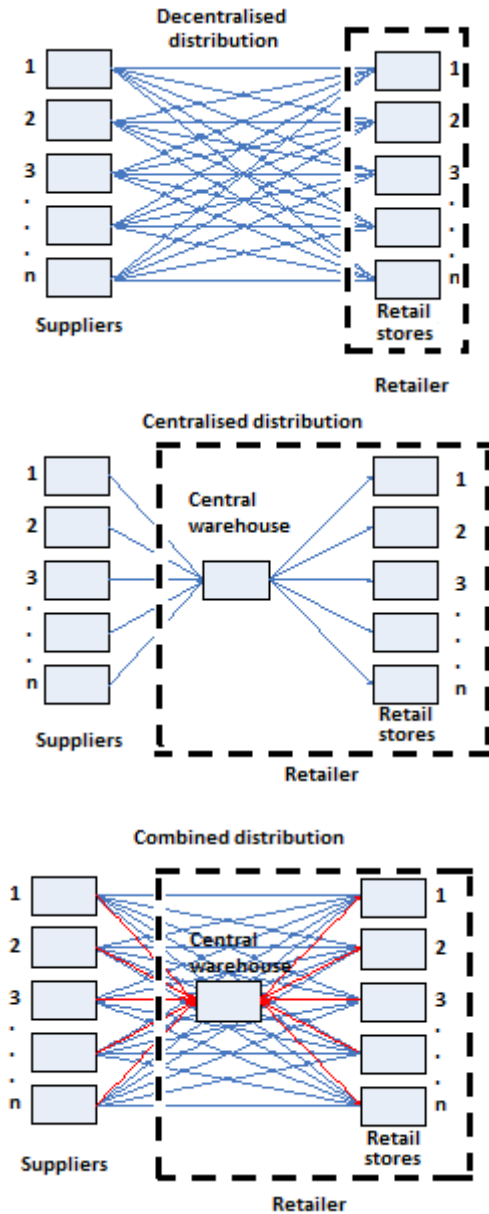 Decentralised
distribution
1 1
2 2
3 3
. .
. .
. .
n n
Suppliers
Retail
stores
Retailer
Centralised distribution
1 1
Central
warehouse
2 2
3 3
. .
. .
. .
n n
Suppliers
Retail
stores
Retailer
Combined distribution
1 1
Central
warehouse
2 2
3 3
. .
. .
. .
n n
Suppliers
Retail
stores
Retailer